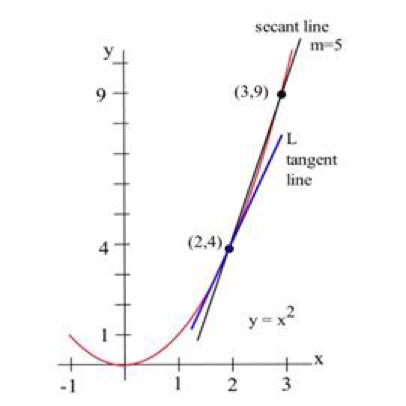 secant line
m=5
y
9
(3,9)
L
tangent
line
4
(2,4)
y = x²
1
x
-1
1
2
3